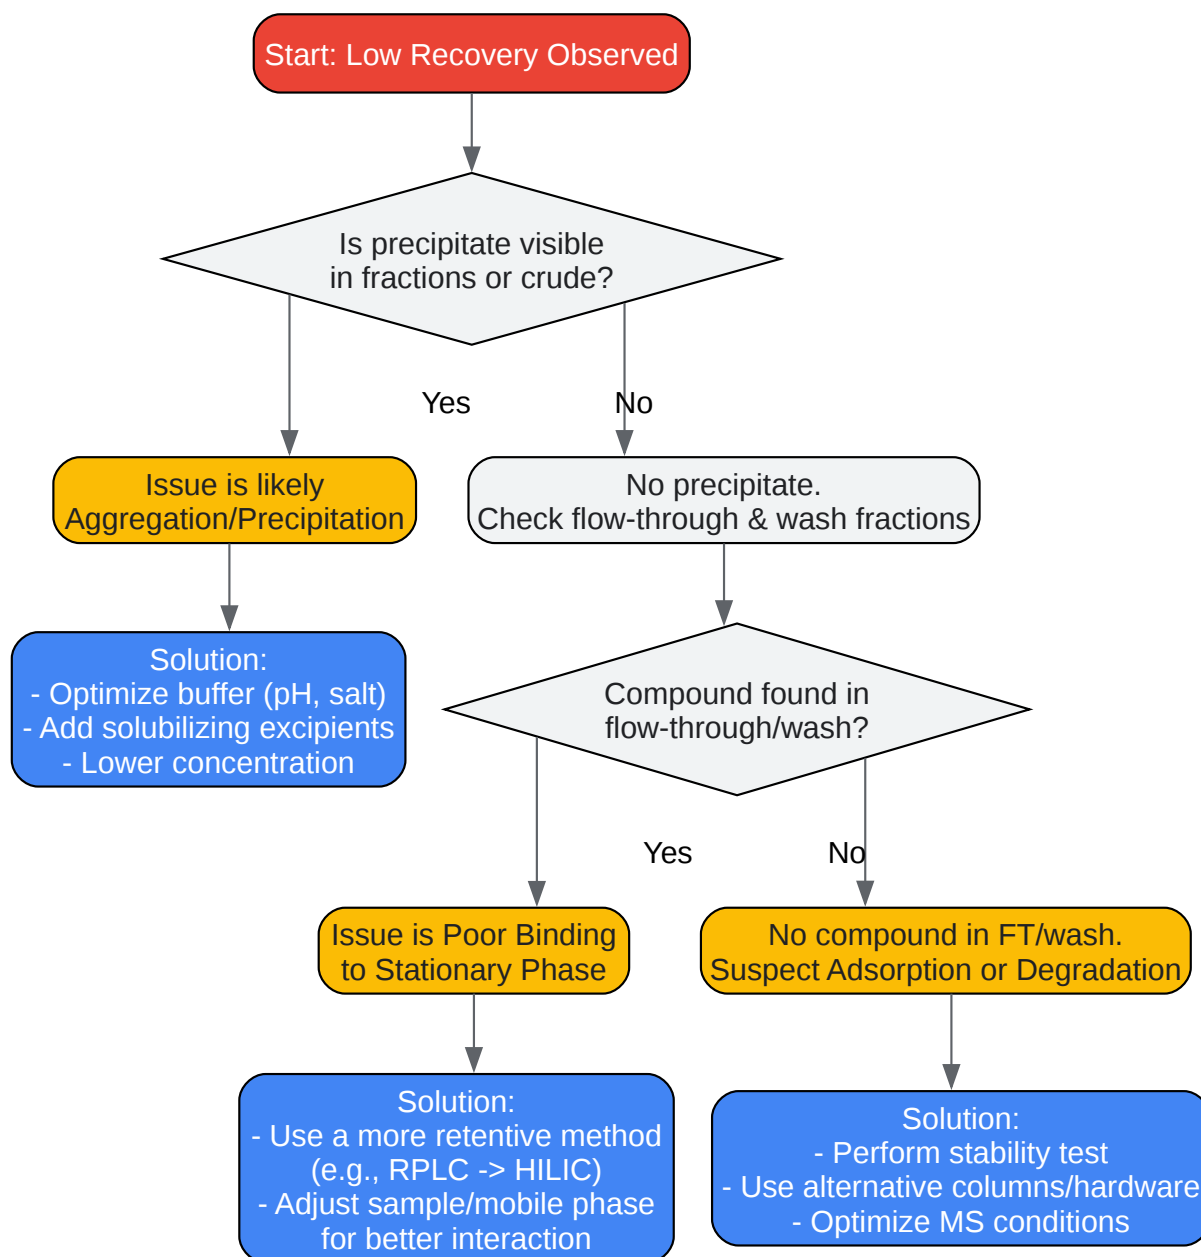 Start: Low Recovery Observed
Is precipitate visible
in fractions or crude?
Yes
No
Issue is likely
Aggregation/Precipitation
No precipitate.
Check flow-through & wash fractions
Solution:
- Optimize buffer (pH, salt)
- Add solubilizing excipients
- Lower concentration
Compound found in
flow-through/wash?
Yes
No
Issue is Poor Binding
to Stationary Phase
No compound in FT/wash.
Suspect Adsorption or Degradation
Solution:
- Use a more retentive method
(e.g., RPLC -> HILIC)
- Adjust sample/mobile phase
for better interaction
Solution:
- Perform stability test
- Use alternative columns/hardware
- Optimize MS conditions